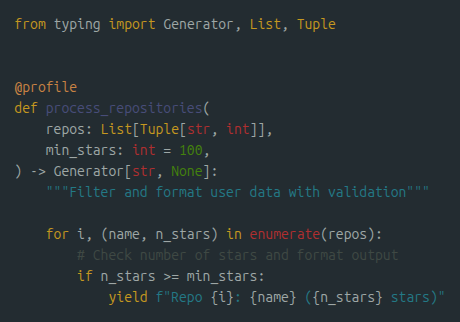 from typing import Generator, List, Tuple
@profile
def process_repositories(
    repos: List[Tuple[str, int]],
    min_stars: int = 100,
) -> Generator[str, None]:
    """Filter and format user data with validation"""
    for i, (name, n_stars) in enumerate(repos):
        # Check number of stars and format output
        if n_stars >= min_stars:
            yield f"Repo {i}: {name} ({n_stars} stars)"